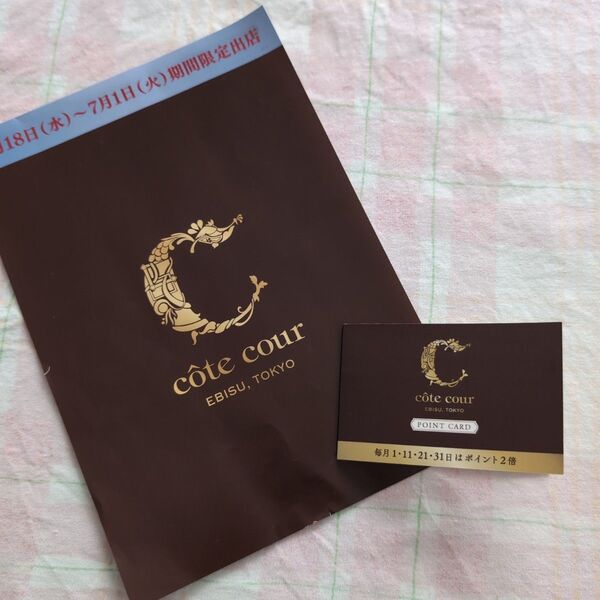 月18日(水)~7月1日(火)期間限定出店
côte cour
EBISU, TOKYO
côte cour
EBISU, TOKYO
POINT CARD
毎月1・11・21・31日はポイント2倍